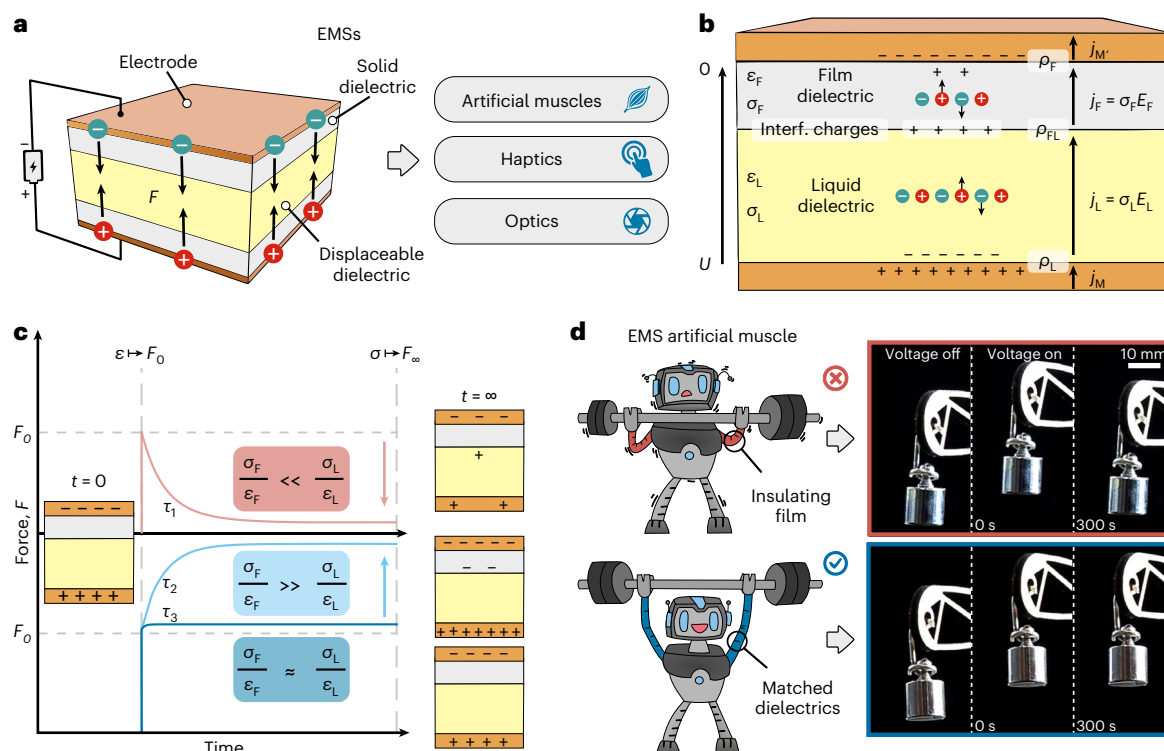 a
EMSs
Electrode
Solid
dielectric
−
+
F
Displaceable
dielectric
Artificial muscles
Haptics
Optics
b
0
U
ε_F
σ_F
Film
dielectric
Interf. charges
ε_L
σ_L
Liquid
dielectric
ρ_F
ρ_FL
ρ_L
j_M′
j_F = σ_F E_F
j_L = σ_L E_L
j_M
c
ε ↦ F_0
σ ↦ F_∞
Force, F
F_0
t = 0
τ_1
σ_F/ε_F << σ_L/ε_L
τ_2
σ_F/ε_F >> σ_L/ε_L
τ_3
F_0
σ_F/ε_F ≈ σ_L/ε_L
Time
t = ∞
d
EMS artificial muscle
Insulating
film
Matched
dielectrics
Voltage off
Voltage on
10 mm
0 s
300 s
0 s
300 s